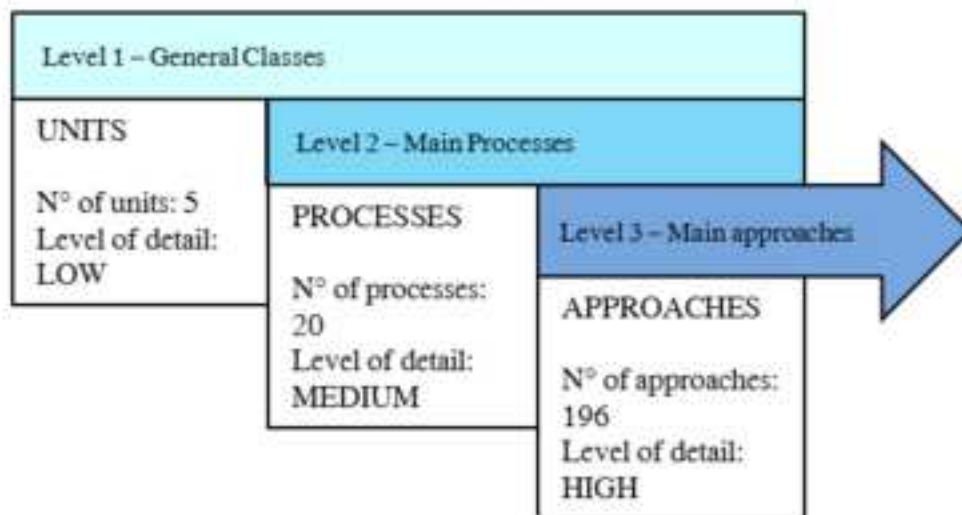 Level 1 – General Classes
UNITS
N° of units: 5
Level of detail:
LOW
Level 2 – Main Processes
PROCESSES
N° of processes:
20
Level of detail:
MEDIUM
Level 3 – Main approaches
APPROACHES
N° of approaches:
196
Level of detail:
HIGH